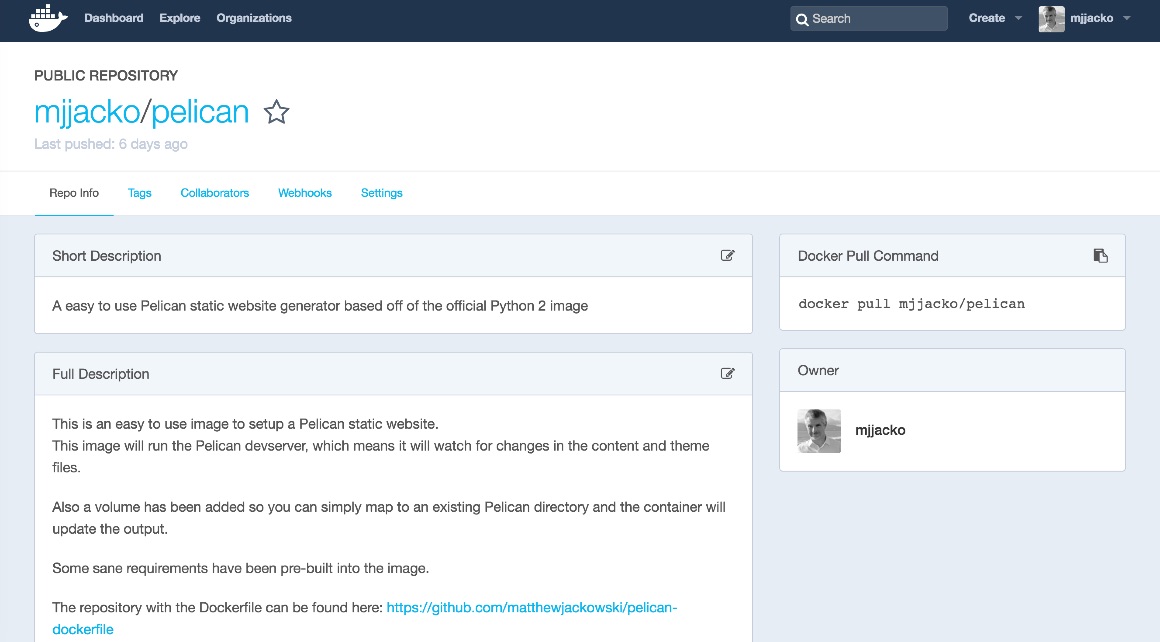 Dashboard Explore Organizations Search Create mjjacko
PUBLIC REPOSITORY
mjjacko/pelican
Last pushed: 6 days ago
Repo Info Tags Collaborators Webhooks Settings
Short Description
A easy to use Pelican static website generator based off of the official Python 2 image
Full Description
This is an easy to use image to setup a Pelican static website.
This image will run the Pelican devserver, which means it will watch for changes in the content and theme
files.
Also a volume has been added so you can simply map to an existing Pelican directory and the container will
update the output.
Some sane requirements have been pre-built into the image.
The repository with the Dockerfile can be found here: https://github.com/matthewjackowski/pelican-
dockerfile
Docker Pull Command
docker pull mjjacko/pelican
Owner
mjjacko